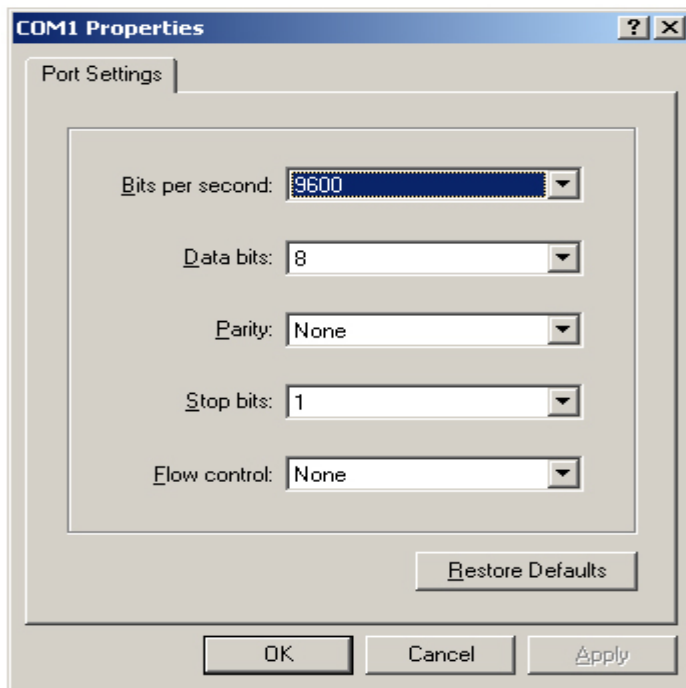 COM1 Properties
Port Settings
Bits per second: 9600
Data bits: 8
Parity: None
Stop bits: 1
Flow control: None
Restore Defaults
OK Cancel Apply